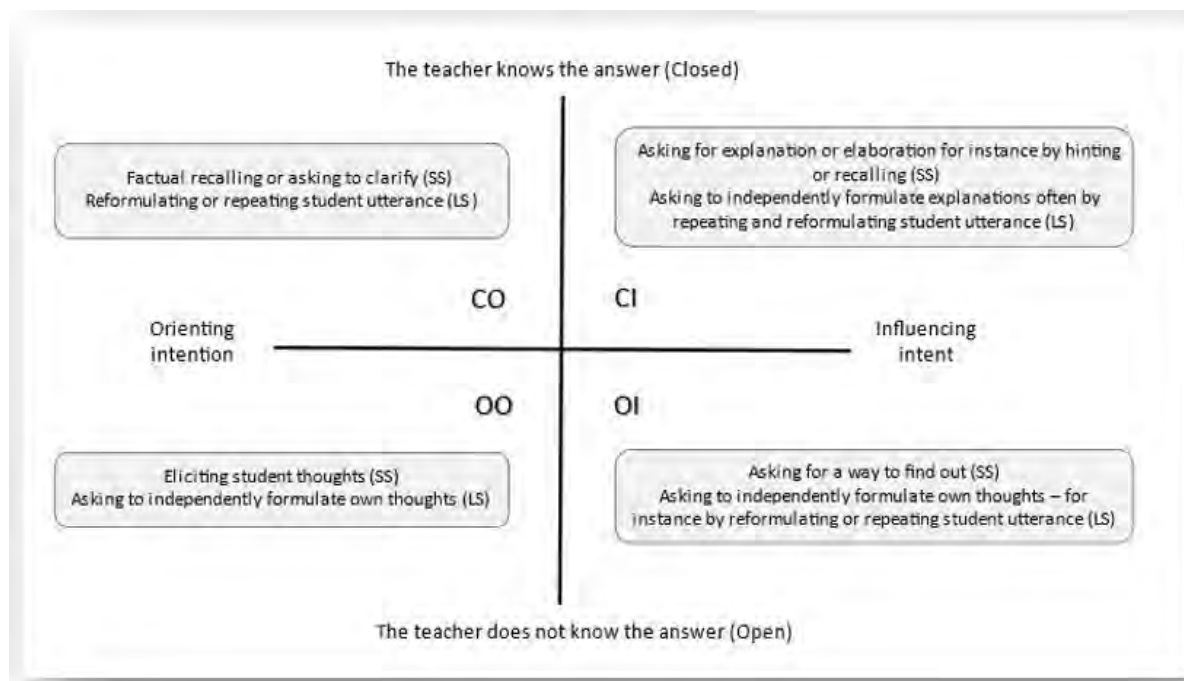 The teacher knows the answer (Closed)
Factual recalling or asking to clarify (SS)
Reformulating or repeating student utterance (LS)
Asking for explanation or elaboration for instance by hinting
or recalling (SS)
Asking to independently formulate explanations often by
repeating and reformulating student utterance (LS)
CO
CI
Orienting
intention
Influencing
intent
OO
OI
Eliciting student thoughts (SS)
Asking to independently formulate own thoughts (LS)
Asking for a way to find out (SS)
Asking to independently formulate own thoughts – for
instance by reformulating or repeating student utterance (LS)
The teacher does not know the answer (Open)